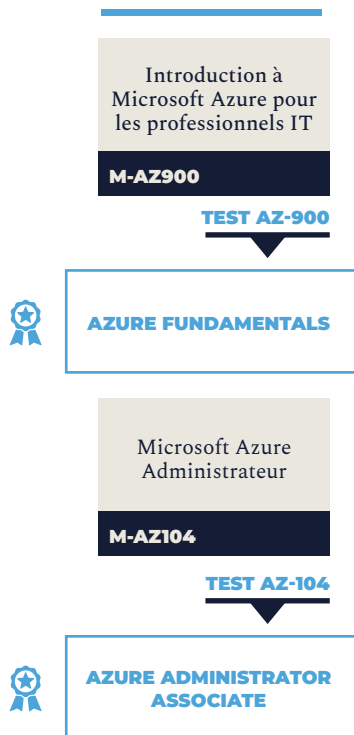 Introduction à
Microsoft Azure pour
les professionnels IT
M-AZ900
TEST AZ-900
AZURE FUNDAMENTALS
Microsoft Azure
Administrateur
M-AZ104
TEST AZ-104
AZURE ADMINISTRATOR
ASSOCIATE